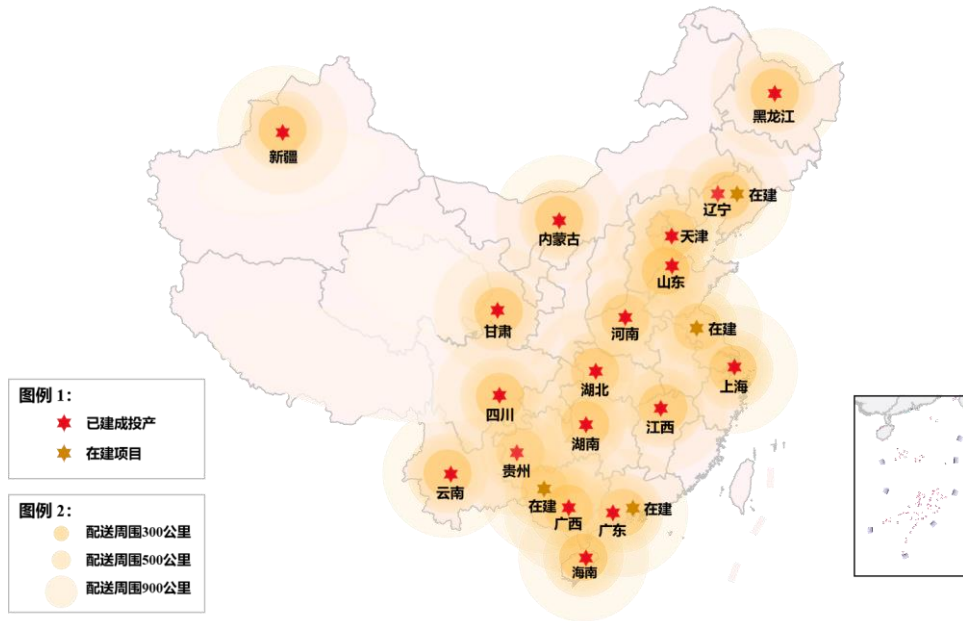 黑龙江
新疆
辽宁
在建
内蒙古
天津
山东
甘肃
河南
在建
上海
湖北
四川
江西
湖南
贵州
云南
在建
广西
广东
在建
海南
图例 1：
已建成投产
在建项目
图例 2：
配送周围300公里
配送周围500公里
配送周围900公里